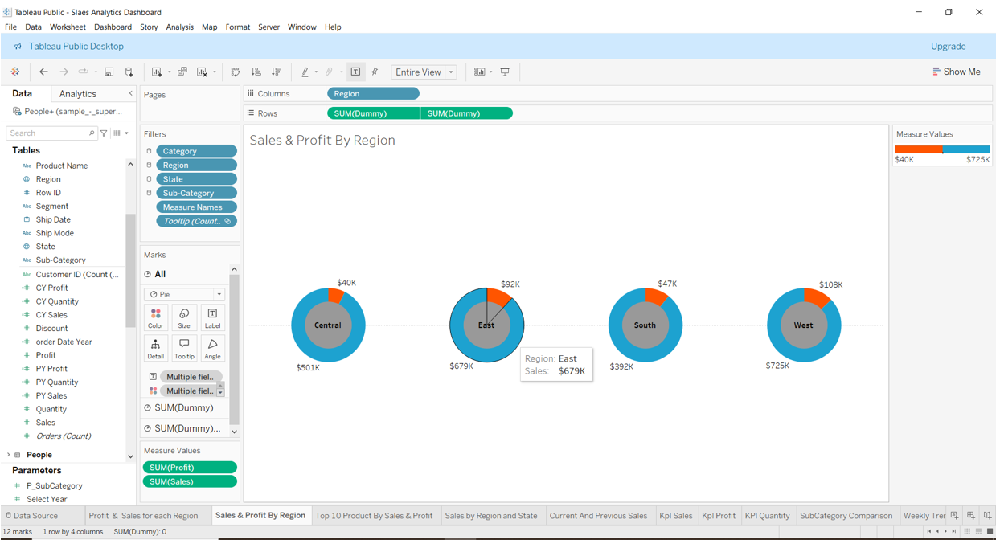 Tableau Public - Slaes Analytics Dashboard
File Data Worksheet Dashboard Story Analysis Map Format Server Window Help
Tableau Public Desktop Upgrade
Entire View Show Me
Data Analytics
People+ (sample_-_super...
Search
Tables
Abc Product Name
Region
# Row ID
Abc Segment
Ship Date
Abc Ship Mode
State
Abc Sub-Category
Abc Customer ID (Count (...
=# CY Profit
=# CY Quantity
=# CY Sales
# Discount
=# order Date Year
# Profit
=# PY Profit
=# PY Quantity
=# PY Sales
# Quantity
# Sales
# Orders (Count)
People
Parameters
# P_SubCategory
# Select Year
Pages
Filters
Category
Region
State
Sub-Category
Measure Names
Tooltip (Count..
Marks
All
Pie
Color Size Label
Detail Tooltip Angle
Multiple fiel..
Multiple fiel..
SUM(Dummy)
SUM(Dummy)...
Measure Values
SUM(Profit)
SUM(Sales)
Columns Region
Rows SUM(Dummy) SUM(Dummy)
Sales & Profit By Region
$40K $92K $47K $108K
Central East South West
$501K $679K $392K $725K
Region: East
Sales: $679K
Measure Values
$40K $725K
Data Source Profit & Sales for each Region Sales & Profit By Region Top 10 Product By Sales & Profit Sales by Region and State Current And Previous Sales Kpl Sales Kpl Profit KPI Quantity SubCategory Comparison Weekly Trer
12 marks 1 row by 4 columns SUM(Dummy): 0